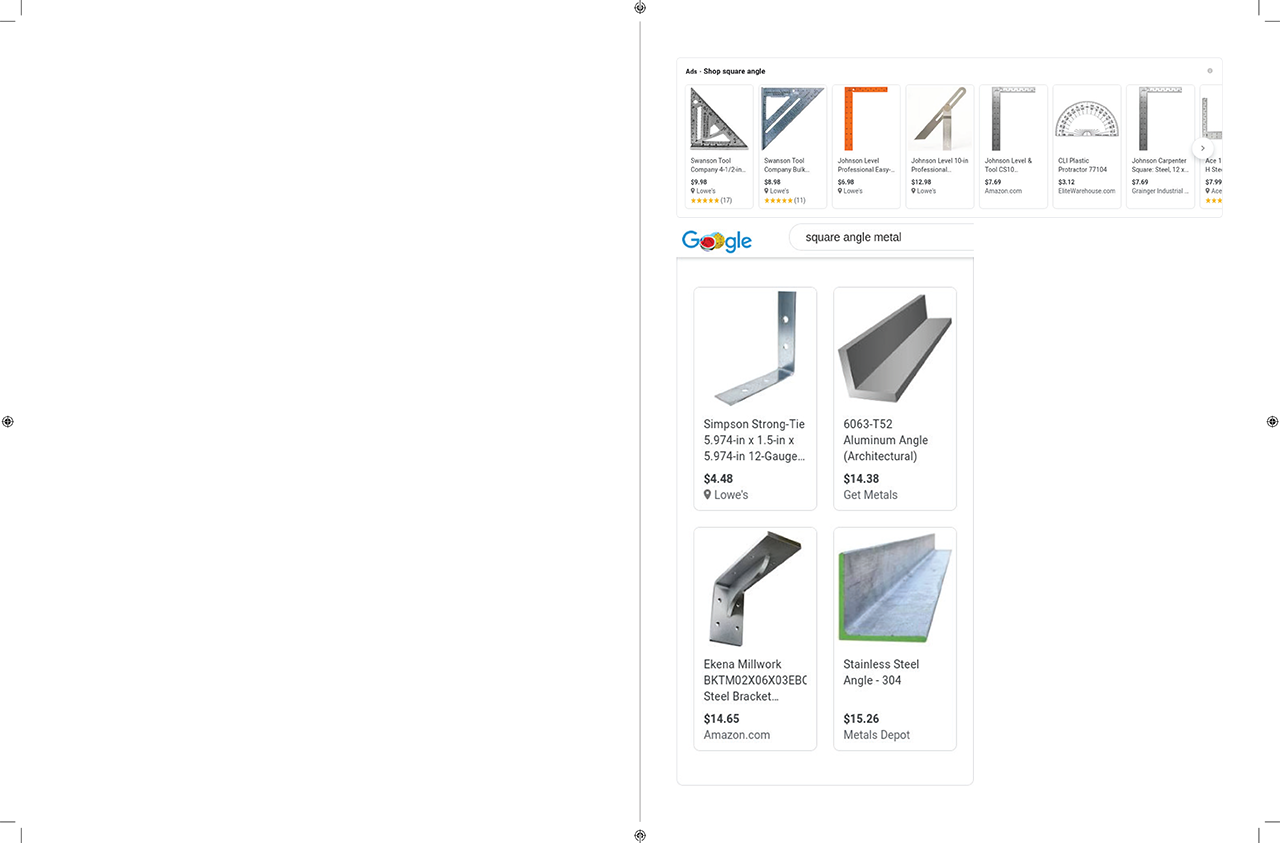 Ads · Shop square angle
Swanson Tool
Company 4-1/2-in...
$9.98
Lowe's
(17)
Swanson Tool
Company Bulk...
$8.98
Lowe's
(11)
Johnson Level
Professional Easy-...
$6.98
Lowe's
Johnson Level 10-in
Professional...
$12.98
Lowe's
Johnson Level &
Tool CS10...
$7.69
Amazon.com
CLI Plastic
Protractor 77104
$3.12
EliteWarehouse.com
Johnson Carpenter
Square: Steel, 12 x...
$7.69
Grainger Industrial ...
Ace 1
H Ste
$7.99
Ace
Google
square angle metal
Simpson Strong-Tie
5.974-in x 1.5-in x
5.974-in 12-Gauge...
$4.48
Lowe's
6063-T52
Aluminum Angle
(Architectural)
$14.38
Get Metals
Ekena Millwork
BKTM02X06X03EBC
Steel Bracket...
$14.65
Amazon.com
Stainless Steel
Angle - 304
$15.26
Metals Depot